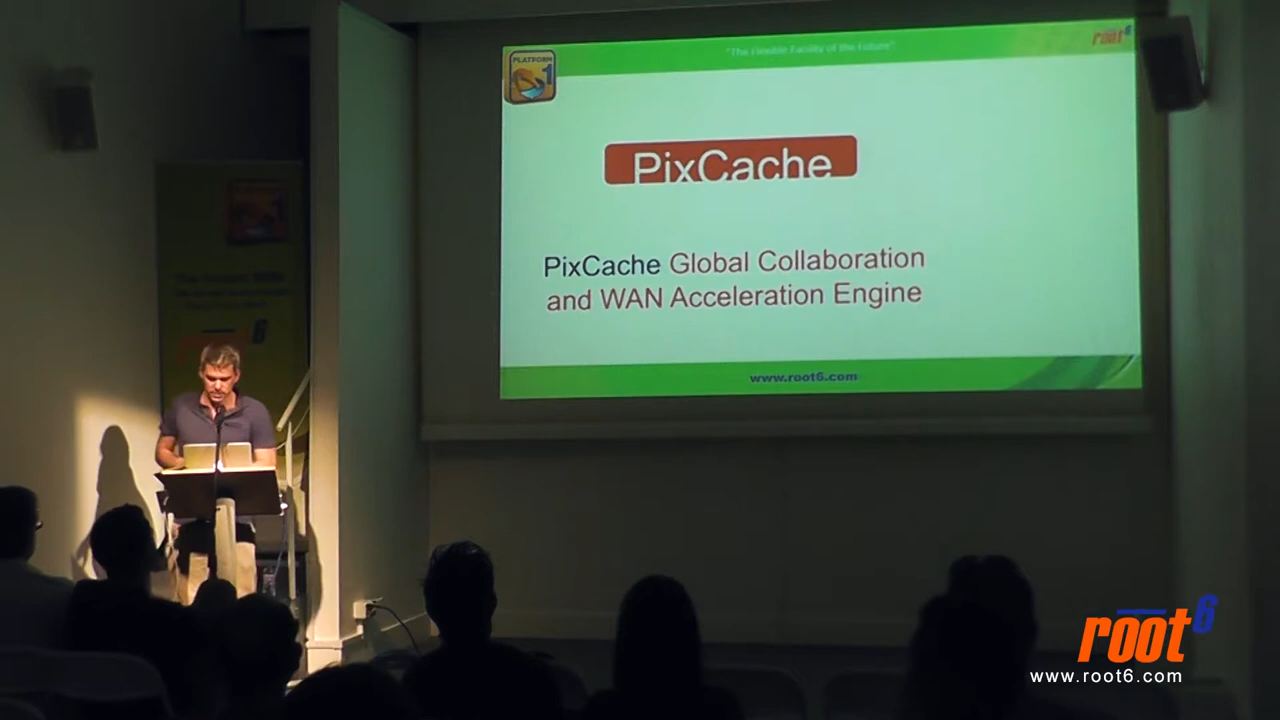 "The Flexible Facility of the Future"
root6
PLATFORM
1
PixCache
PixCache Global Collaboration
and WAN Acceleration Engine
www.root6.com
root6
www.root6.com